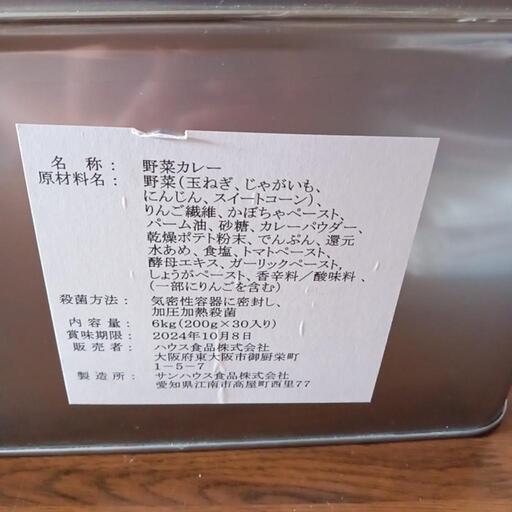 名　称： 野菜カレー
原材料名： 野菜（玉ねぎ、じゃがいも、
にんじん、スイートコーン）、
りんご繊維、かぼちゃペースト、
パーム油、砂糖、カレーパウダー、
乾燥ポテト粉末、でんぷん、還元
水あめ、食塩、トマトペースト、
酵母エキス、ガーリックペースト、
しょうがペースト、香辛料／酸味料、
（一部にりんごを含む）
殺菌方法： 気密性容器に密封し、
加圧加熱殺菌
内容量： 6kg（200g×30入り）
賞味期限： 2024年10月8日
販売者： ハウス食品株式会社
大阪府東大阪市御厨栄町
1－5－7
製造所： サンハウス食品株式会社
愛知県江南市高屋町西里77